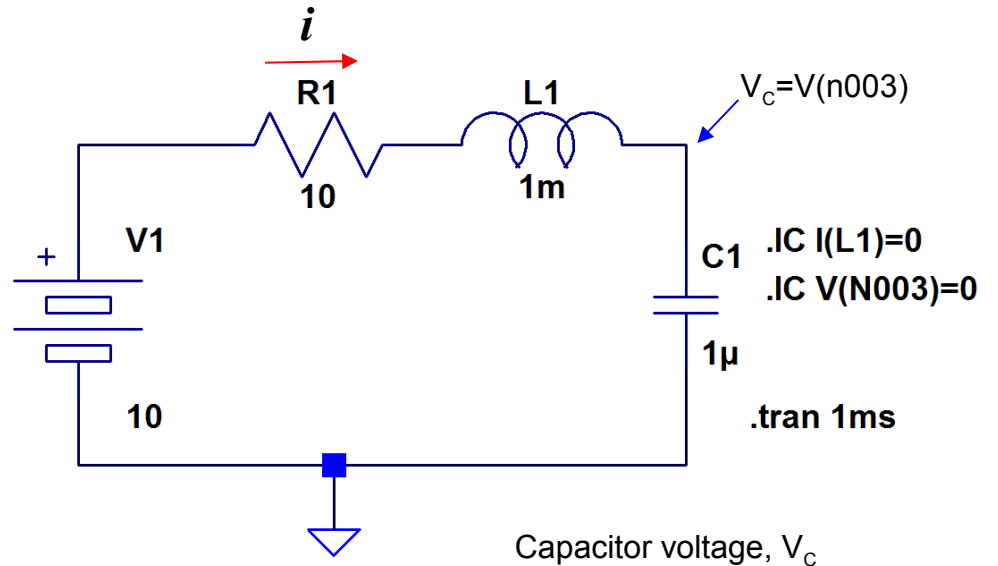 i
R1
L1
V_C=V(n003)
10
1m
V1
+
C1
.IC I(L1)=0
.IC V(N003)=0
1µ
10
.tran 1ms
Capacitor voltage, V_C